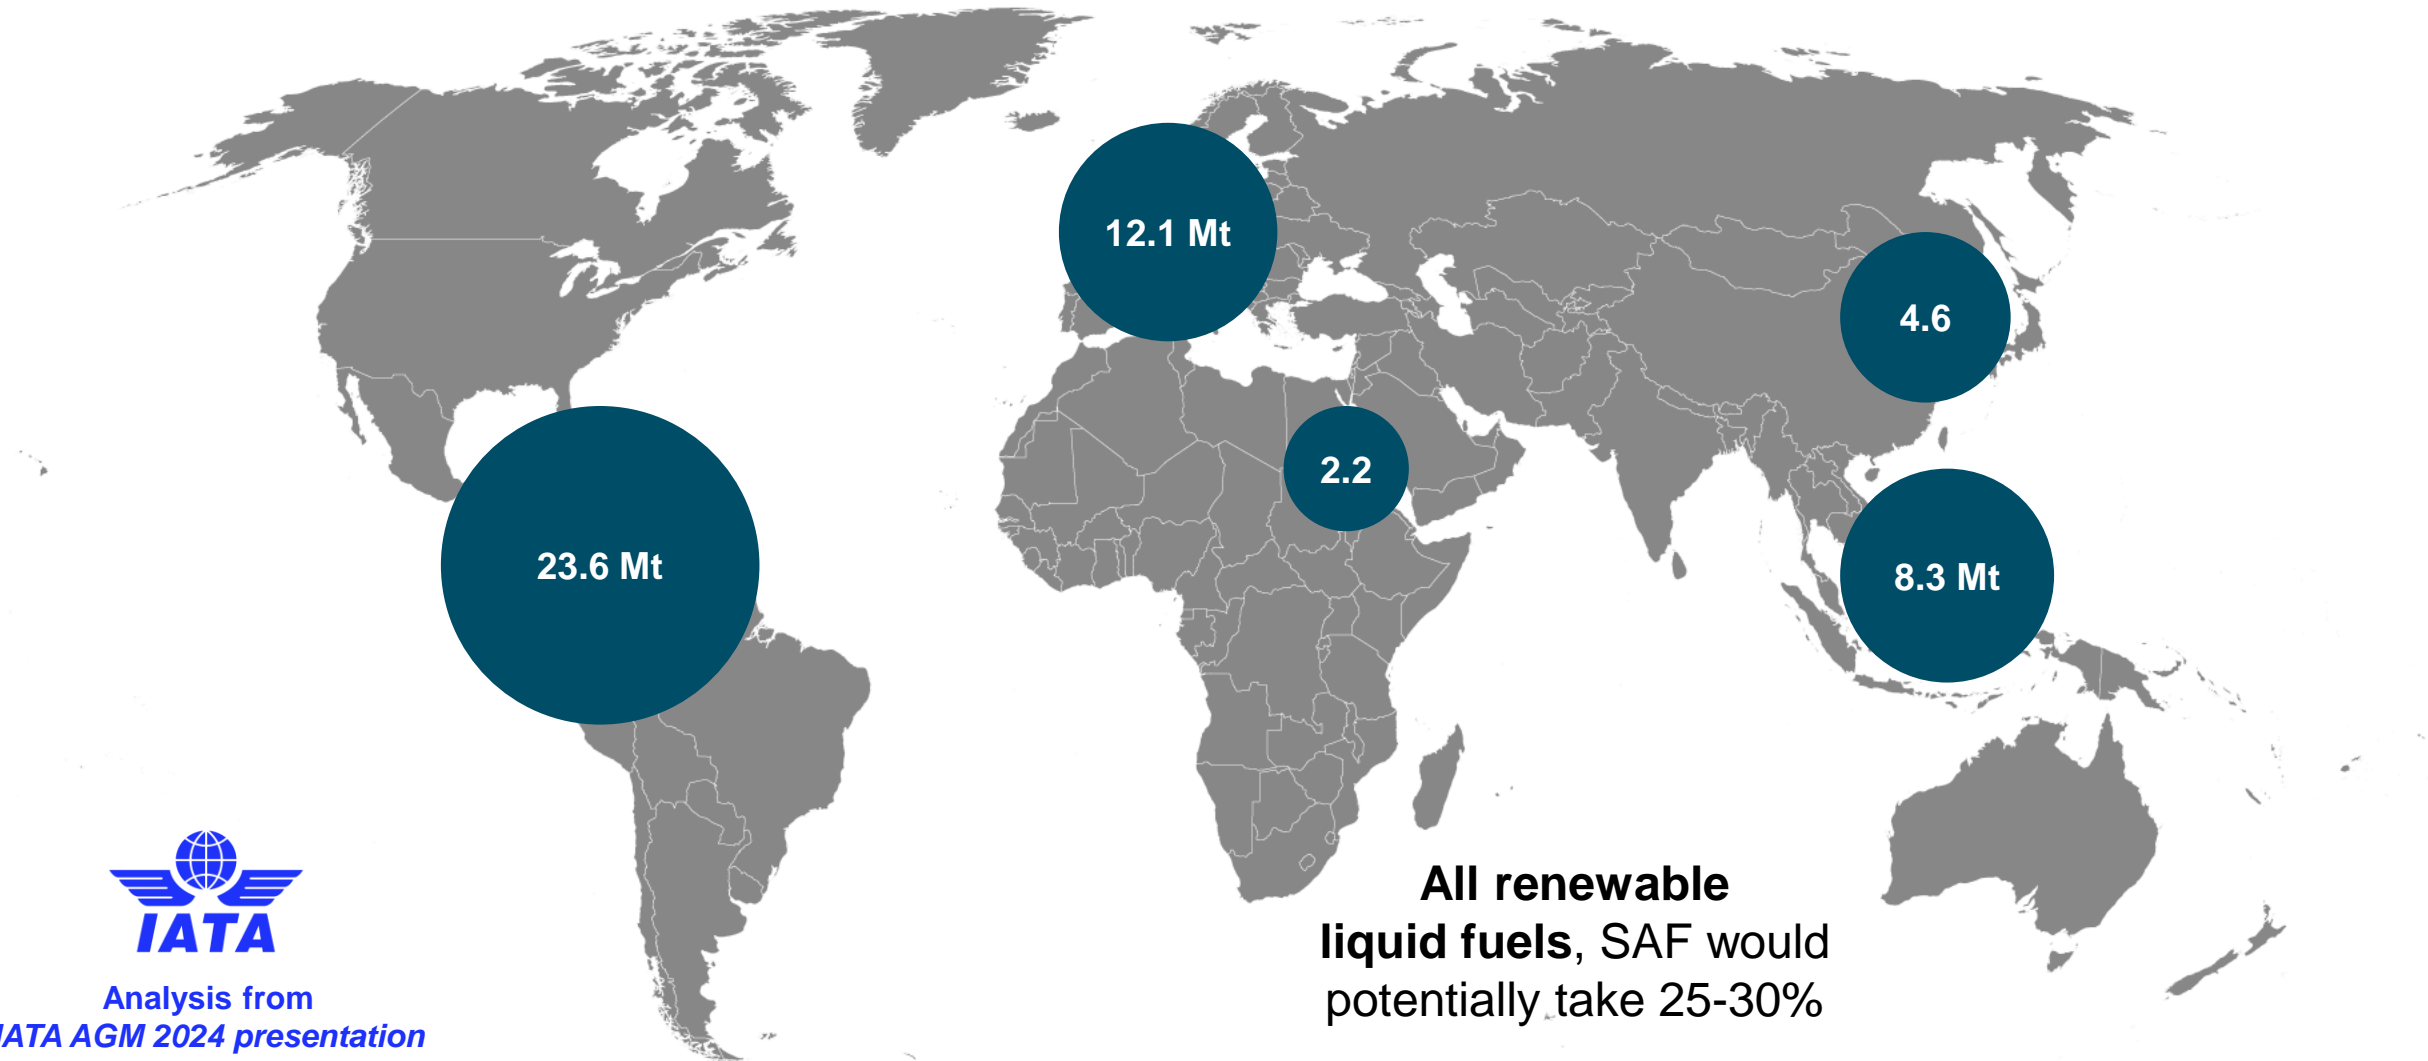 12.1 Mt
4.6
2.2
23.6 Mt
8.3 Mt
All renewable
liquid fuels, SAF would
potentially take 25-30%
IATA
Analysis from
IATA AGM 2024 presentation